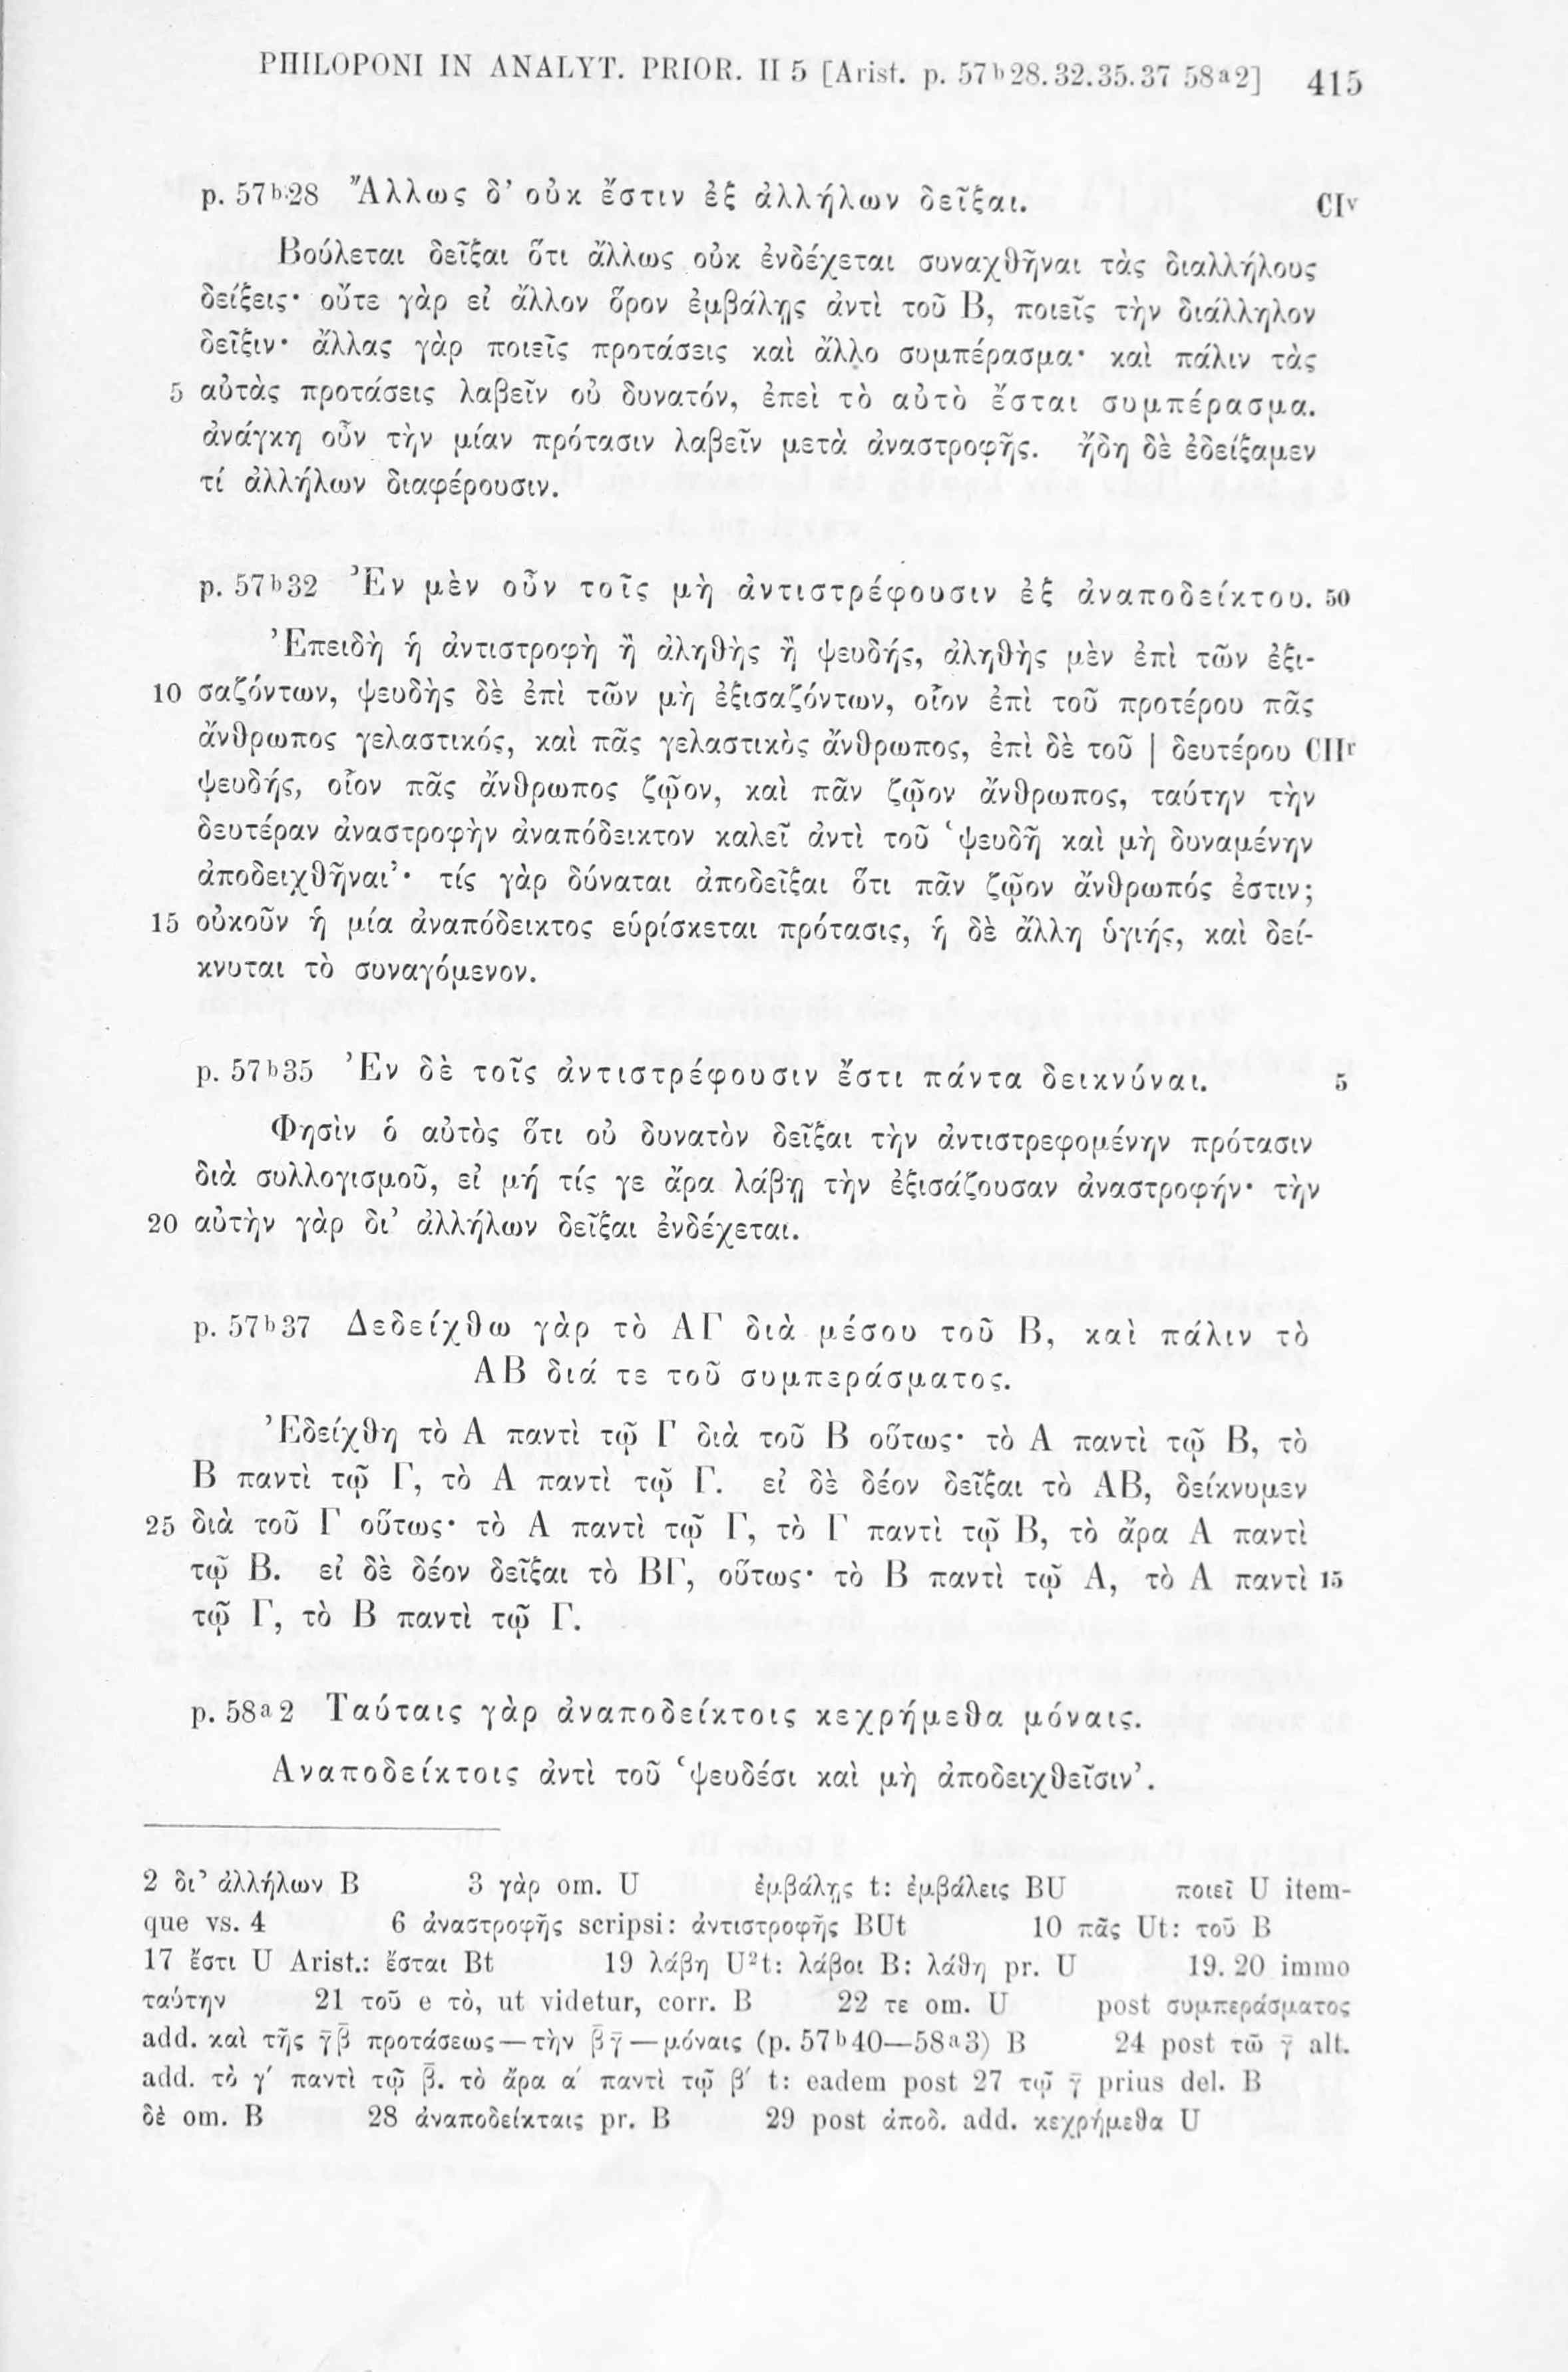 PHILOPONI IN ANALYT. PRIOR. II 5 [Arist. p. 57b28.32.35.37 58a2] 415
p. 57b28 Ἄλλως δ' οὐκ ἔστιν ἐξ ἀλλήλων δεῖξαι. CIv
Βούλεται δεῖξαι ὅτι ἄλλως οὐκ ἐνδέχεται συναχθῆναι τὰς διαλλήλους
δείξεις· οὔτε γὰρ εἰ ἄλλον ὅρον ἐμβάλῃς ἀντὶ τοῦ Β, ποιεῖς τὴν διάλληλον
δεῖξιν· ἄλλας γὰρ ποιεῖς προτάσεις καὶ ἄλλο συμπέρασμα· καὶ πάλιν τὰς
5 αὐτὰς προτάσεις λαβεῖν οὐ δυνατόν, ἐπεὶ τὸ αὐτὸ ἔσται συμπέρασμα.
ἀνάγκη οὖν τὴν μίαν πρότασιν λαβεῖν μετὰ ἀναστροφῆς. ἤδη δὲ ἐδείξαμεν
τί ἀλλήλων διαφέρουσιν.
p. 57b32 Ἐν μὲν οὖν τοῖς μὴ ἀντιστρέφουσιν ἐξ ἀναποδείκτου. 50
Ἐπειδὴ ἡ ἀντιστροφὴ ἢ ἀληθὴς ἢ ψευδής, ἀληθὴς μὲν ἐπὶ τῶν ἐξι-
10 σαζόντων, ψευδὴς δὲ ἐπὶ τῶν μὴ ἐξισαζόντων, οἷον ἐπὶ τοῦ προτέρου πᾶς
ἄνθρωπος γελαστικός, καὶ πᾶς γελαστικὸς ἄνθρωπος, ἐπὶ δὲ τοῦ | δευτέρου CIIr
ψευδής, οἷον πᾶς ἄνθρωπος ζῷον, καὶ πᾶν ζῷον ἄνθρωπος, ταύτην τὴν
δευτέραν ἀναστροφὴν ἀναπόδεικτον καλεῖ ἀντὶ τοῦ ‘ψευδῆ καὶ μὴ δυναμένην
ἀποδειχθῆναι’· τίς γὰρ δύναται ἀποδεῖξαι ὅτι πᾶν ζῷον ἄνθρωπός ἐστιν;
15 οὐκοῦν ἡ μία ἀναπόδεικτος εὑρίσκεται πρότασις, ἡ δὲ ἄλλη ὑγιής, καὶ δεί-
κνυται τὸ συναγόμενον.
p. 57b35 Ἐν δὲ τοῖς ἀντιστρέφουσιν ἔστι πάντα δεικνύναι. 5
Φησὶν ὁ αὐτὸς ὅτι οὐ δυνατὸν δεῖξαι τὴν ἀντιστρεφομένην πρότασιν
διὰ συλλογισμοῦ, εἰ μή τίς γε ἄρα λάβῃ τὴν ἐξισάζουσαν ἀναστροφήν· τὴν
20 αὐτὴν γὰρ δι' ἀλλήλων δεῖξαι ἐνδέχεται.
p. 57b37 Δεδείχθω γὰρ τὸ ΑΓ διὰ μέσου τοῦ Β, καὶ πάλιν τὸ
ΑΒ διά τε τοῦ συμπεράσματος.
Ἐδείχθη τὸ Α παντὶ τῷ Γ διὰ τοῦ Β οὕτως· τὸ Α παντὶ τῷ Β, τὸ
Β παντὶ τῷ Γ, τὸ Α παντὶ τῷ Γ. εἰ δὲ δέον δεῖξαι τὸ ΑΒ, δείκνυμεν
25 διὰ τοῦ Γ οὕτως· τὸ Α παντὶ τῷ Γ, τὸ Γ παντὶ τῷ Β, τὸ ἄρα Α παντὶ
τῷ Β. εἰ δὲ δέον δεῖξαι τὸ ΒΓ, οὕτως· τὸ Β παντὶ τῷ Α, τὸ Α παντὶ 15
τῷ Γ, τὸ Β παντὶ τῷ Γ.
p. 58a2 Ταύταις γὰρ ἀναποδείκτοις κεχρήμεθα μόναις.
Αναποδείκτοις ἀντὶ τοῦ ‘ψευδέσι καὶ μὴ ἀποδειχθεῖσιν’.
2 δι' ἀλλήλων B 3 γὰρ om. U ἐμβάλῃς t: ἐμβάλεις BU ποιεῖ U item-
que vs. 4 6 ἀναστροφῆς scripsi: ἀντιστροφῆς BUt 10 πᾶς Ut: τοῦ B
17 ἔστι U Arist.: ἔσται Bt 19 λάβῃ U2t: λάβοι B: λάθῃ pr. U 19. 20 immo
ταύτην 21 τοῦ e τὸ, ut videtur, corr. B 22 τε om. U post συμπεράσματος
add. καὶ τῆς γ̄β̄ προτάσεως—τὴν β̄γ̄—μόναις (p. 57b40—58a3) B 24 post τῶ γ̄ alt.
add. τὸ γ′ παντὶ τῷ β̄. τὸ ἄρα α′ παντὶ τῷ β′ t: eadem post 27 τῷ γ̄ prius del. B
δὲ om. B 28 ἀναποδείκταις pr. B 29 post ἀποδ. add. κεχρήμεθα U